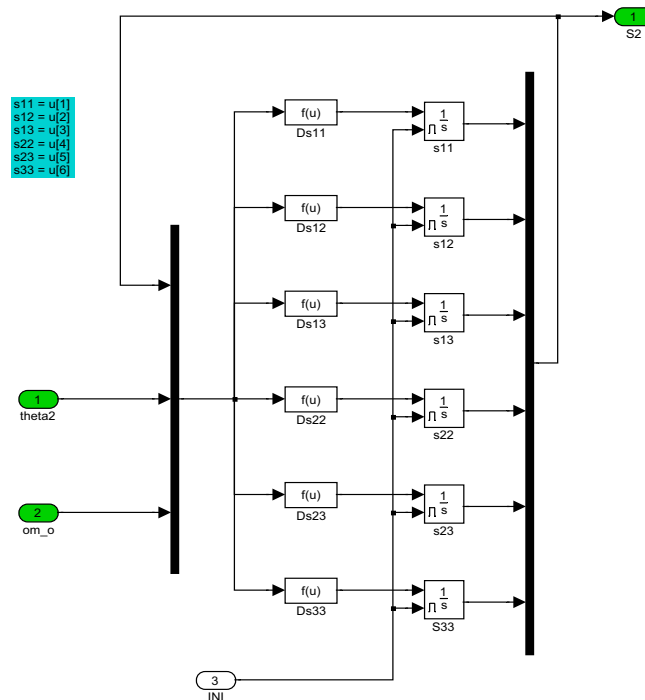 1
S2
s11 = u[1]
s12 = u[2]
s13 = u[3]
s22 = u[4]
s23 = u[5]
s33 = u[6]
f(u)
Ds11
1
s
s11
f(u)
Ds12
1
s
s12
f(u)
Ds13
1
s
s13
1
theta2
f(u)
Ds22
1
s
s22
2
om_o
f(u)
Ds23
1
s
s23
f(u)
Ds33
1
s
S33
3
INI